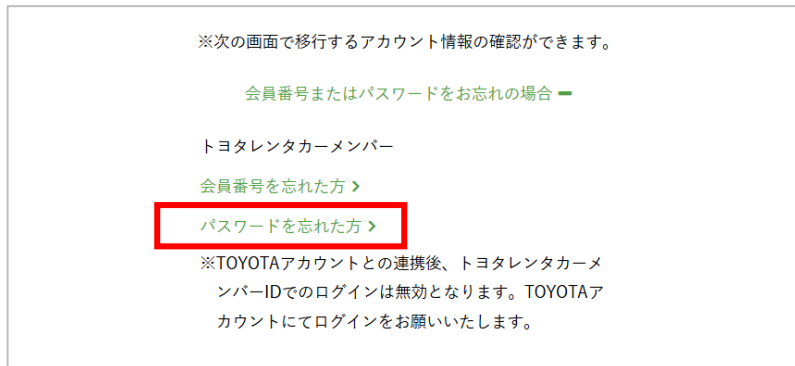 ※次の画面で移行するアカウント情報の確認ができます。
会員番号またはパスワードをお忘れの場合 ー
トヨタレンタカーメンバー
会員番号を忘れた方 >
パスワードを忘れた方 >
※TOYOTAアカウントとの連携後、トヨタレンタカーメ
ンバーIDでのログインは無効となります。TOYOTAア
カウントにてログインをお願いいたします。